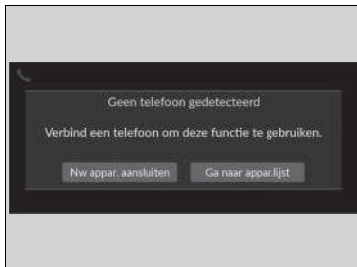 Geen telefoon gedetecteerd
Verbind een telefoon om deze functie te gebruiken.
Nw appar. aansluiten
Ga naar appar.lijst